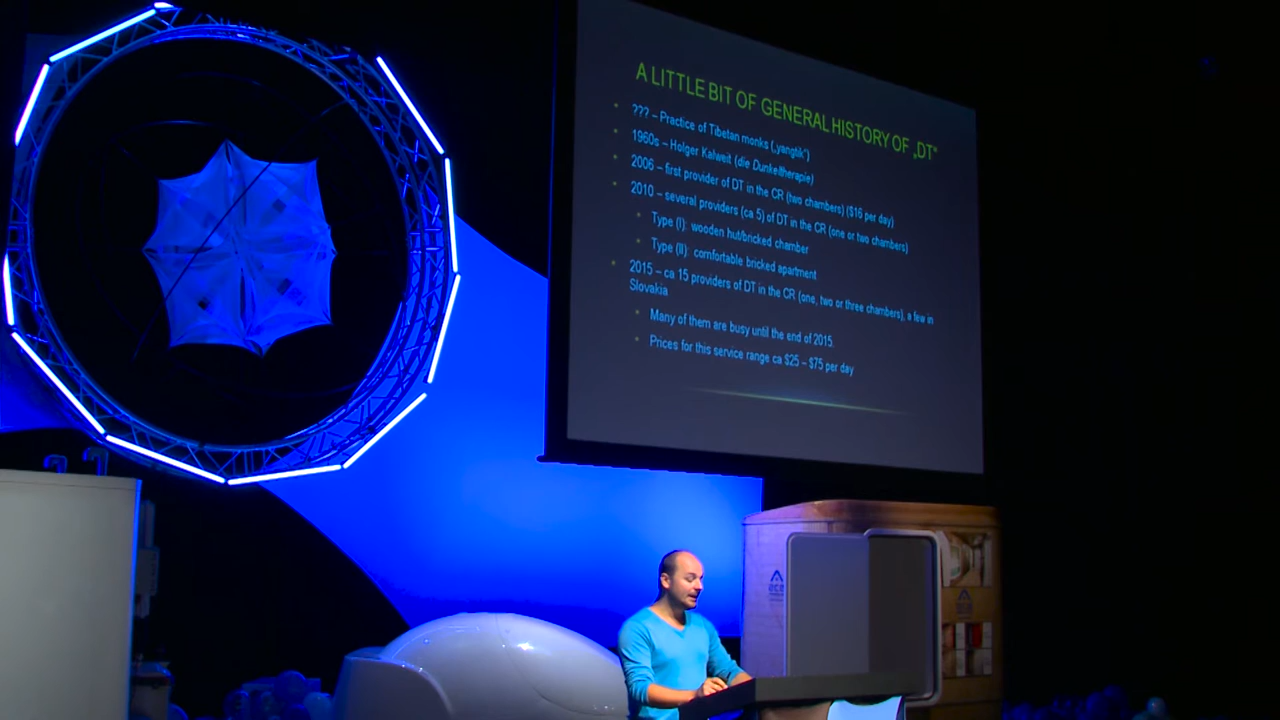 A LITTLE BIT OF GENERAL HISTORY OF „DT"
??? – Practice of Tibetan monks („yangtik")
1960s – Holger Kalweit (die Dunkeltherapie)
2006 – first provider of DT in the CR (two chambers) ($16 per day)
2010 – several providers (ca 5) of DT in the CR (one or two chambers)
Type (I): wooden hut/bricked chamber
Type (II): comfortable bricked apartment
2015 – ca 15 providers of DT in the CR (one, two or three chambers), a few in
Slovakia
Many of them are busy until the end of 2015.
Prices for this service range ca $25 – $75 per day